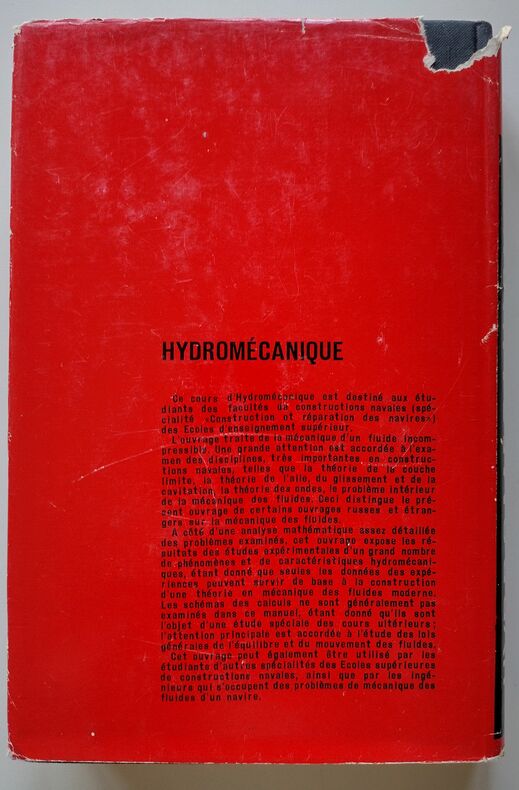 HYDROMÉCANIQUE
Ce cours d'Hydromécanique est destiné aux étu-
diants des facultés de constructions navales (spé-
cialité «Construction et réparation des navires»)
des Ecoles d'enseignement supérieur.
L'ouvrage traite de la mécanique d'un fluide incom-
pressible. Une grande attention est accordée à l'exa-
men des disciplines, très importantes en construc-
tions navales, telles que la théorie de la couche
limite, la théorie de l'aile, du glissement et de la
cavitation, la théorie des ondes, le problème intérieur
de la mécanique des fluides. Ceci distingue le pré-
sent ouvrage de certains ouvrages russes et étran-
gers sur la mécanique des fluides.
A côté d'une analyse mathématique assez détaillée
des problèmes examinés, cet ouvrage expose les ré-
sultats des études expérimentales d'un grand nombre
de phénomènes et de caractéristiques hydromécani-
ques, étant donné que seules les données des expé-
riences peuvent servir de base à la construction
d'une théorie en mécanique des fluides moderne.
Les schémas des calculs ne sont généralement pas
examinés dans ce manuel, étant donné qu'ils sont
l'objet d'une étude spéciale des cours ultérieurs;
l'attention principale est accordée à l'étude des lois
générales de l'équilibre et du mouvement des fluides.
Cet ouvrage peut également être utilisé par les
étudiants d'autres spécialités des Ecoles supérieures
de constructions navales, ainsi que par les ingé-
nieurs qui s'occupent des problèmes de mécanique des
fluides d'un navire.